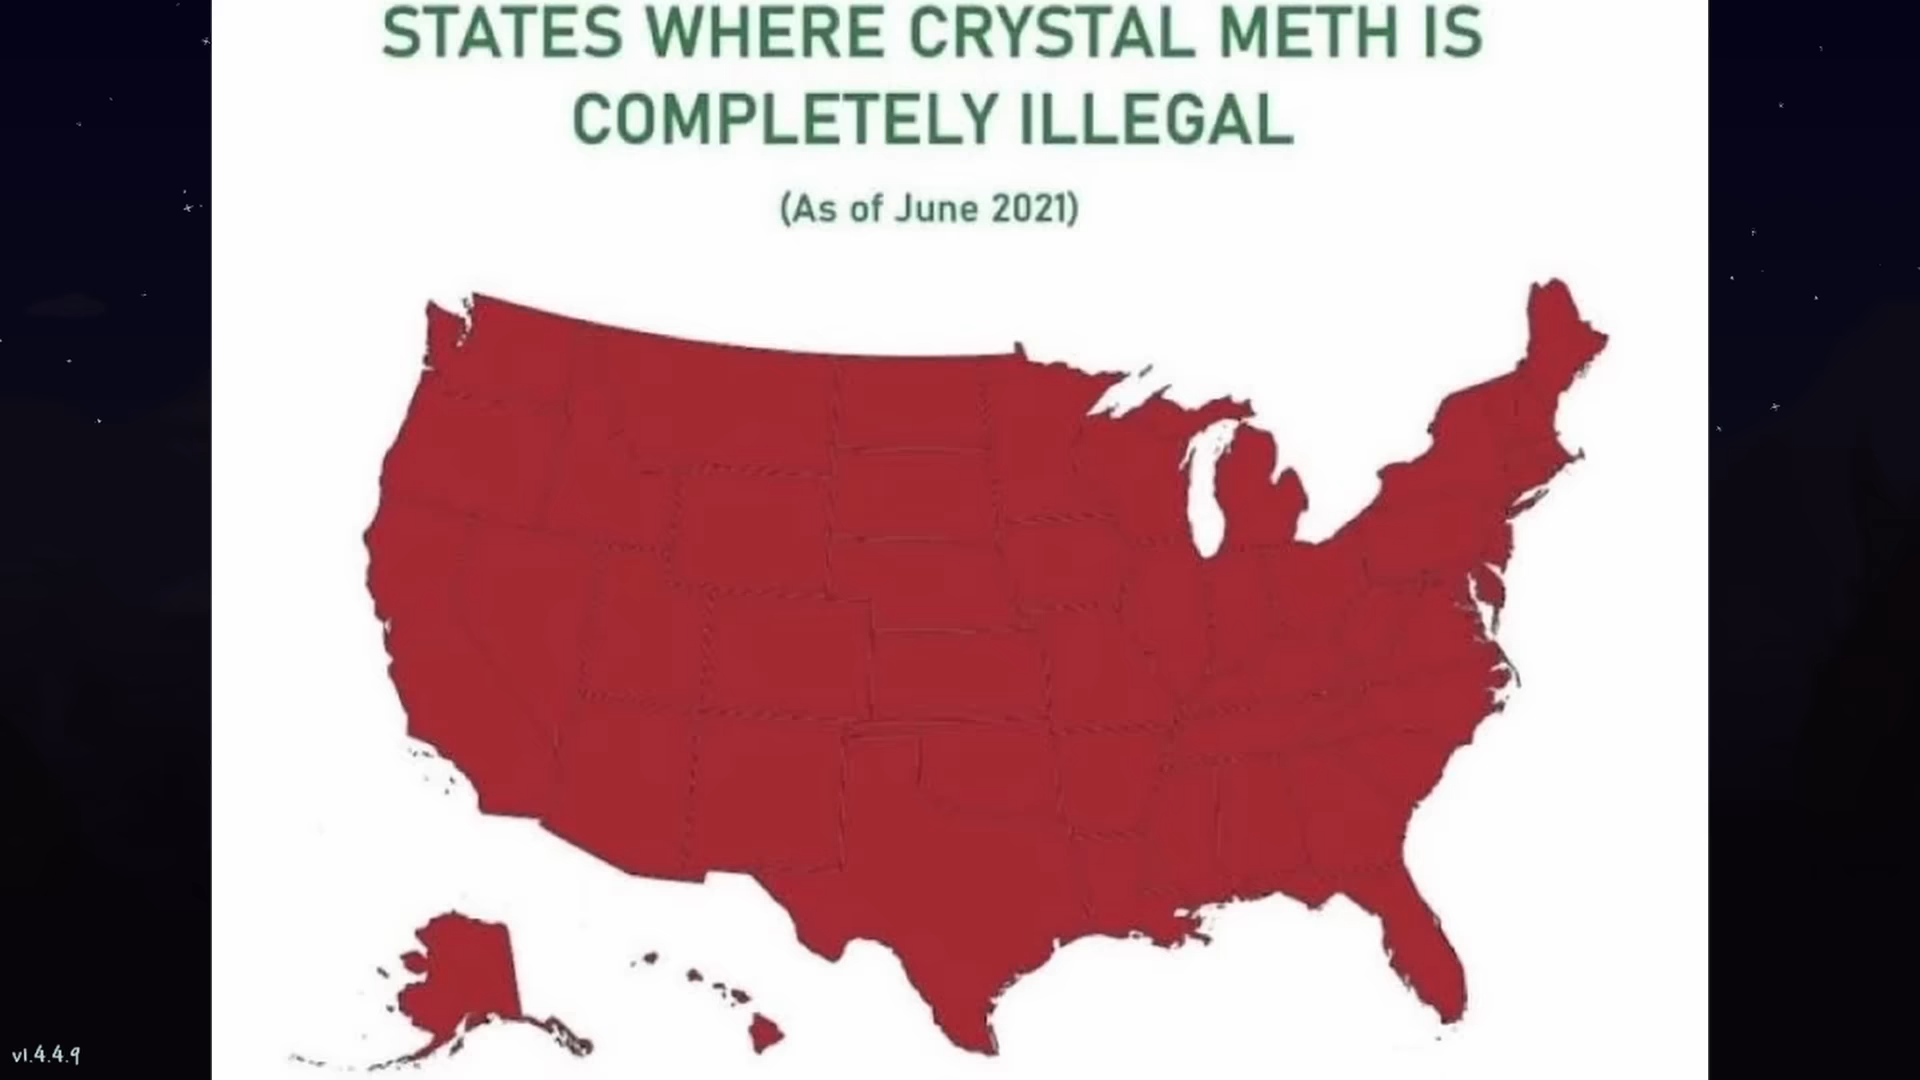 STATES WHERE CRYSTAL METH IS
COMPLETELY ILLEGAL
(As of June 2021)
v1.4.4.9